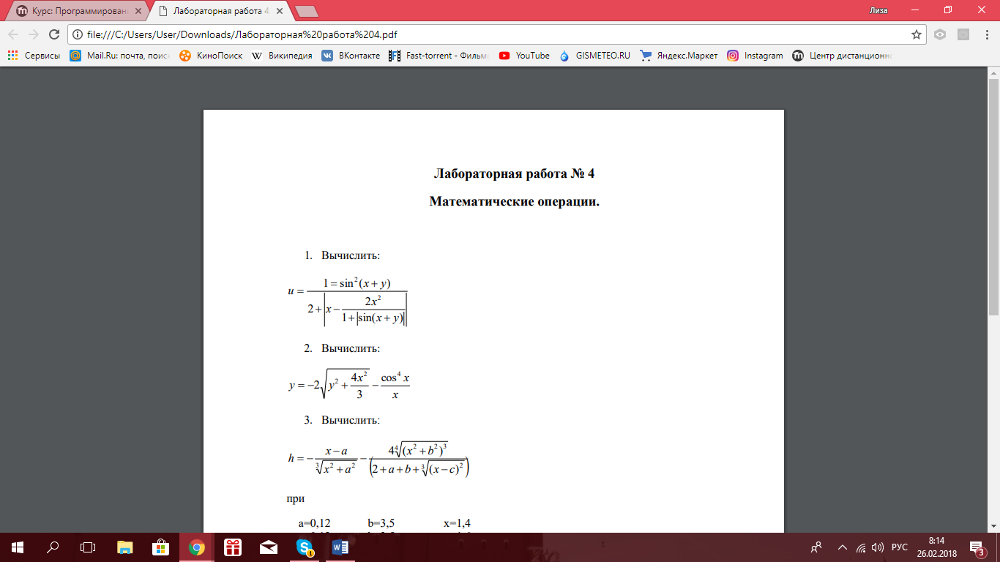 Курс: Программирован
Лабораторная работа 4
Лиза
file:///C:/Users/User/Downloads/Лабораторная%20работа%204.pdf
Сервисы Mail.Ru: почта, поиск КиноПоиск Википедия ВКонтакте Fast-torrent - Фильмы YouTube GISMETEO.RU Яндекс.Маркет Instagram Центр дистанционн
Лабораторная работа № 4
Математические операции.
1. Вычислить:
u = \frac{1 = \sin^2(x + y)}{2 + \left| x - \frac{2x^2}{1 + |\sin(x + y)|} \right|}
2. Вычислить:
y = -2\sqrt{y^2 + \frac{4x^2}{3}} - \frac{\cos^4 x}{x}
3. Вычислить:
h = -\frac{x - a}{\sqrt[3]{x^2 + a^2}} - \frac{4\sqrt[4]{(x^2 + b^2)^3}}{\left(2 + a + b + \sqrt[3]{(x - c)^2}\right)}
при
a=0,12 b=3,5 x=1,4
РУС
8:14
26.02.2018
3